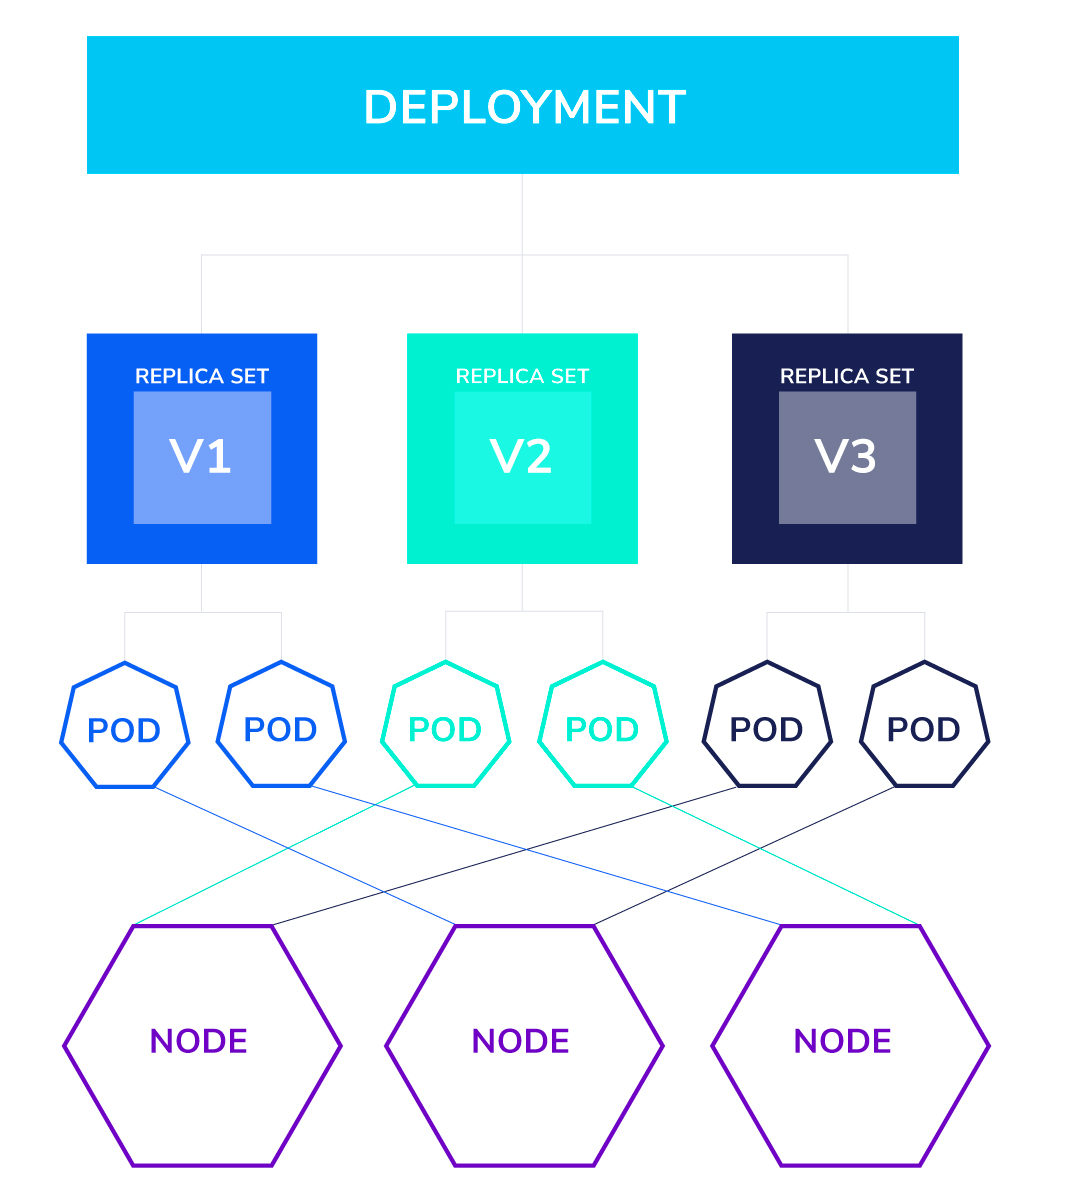 DEPLOYMENT
REPLICA SET
V1
REPLICA SET
V2
REPLICA SET
V3
POD
POD
POD
POD
POD
POD
NODE
NODE
NODE